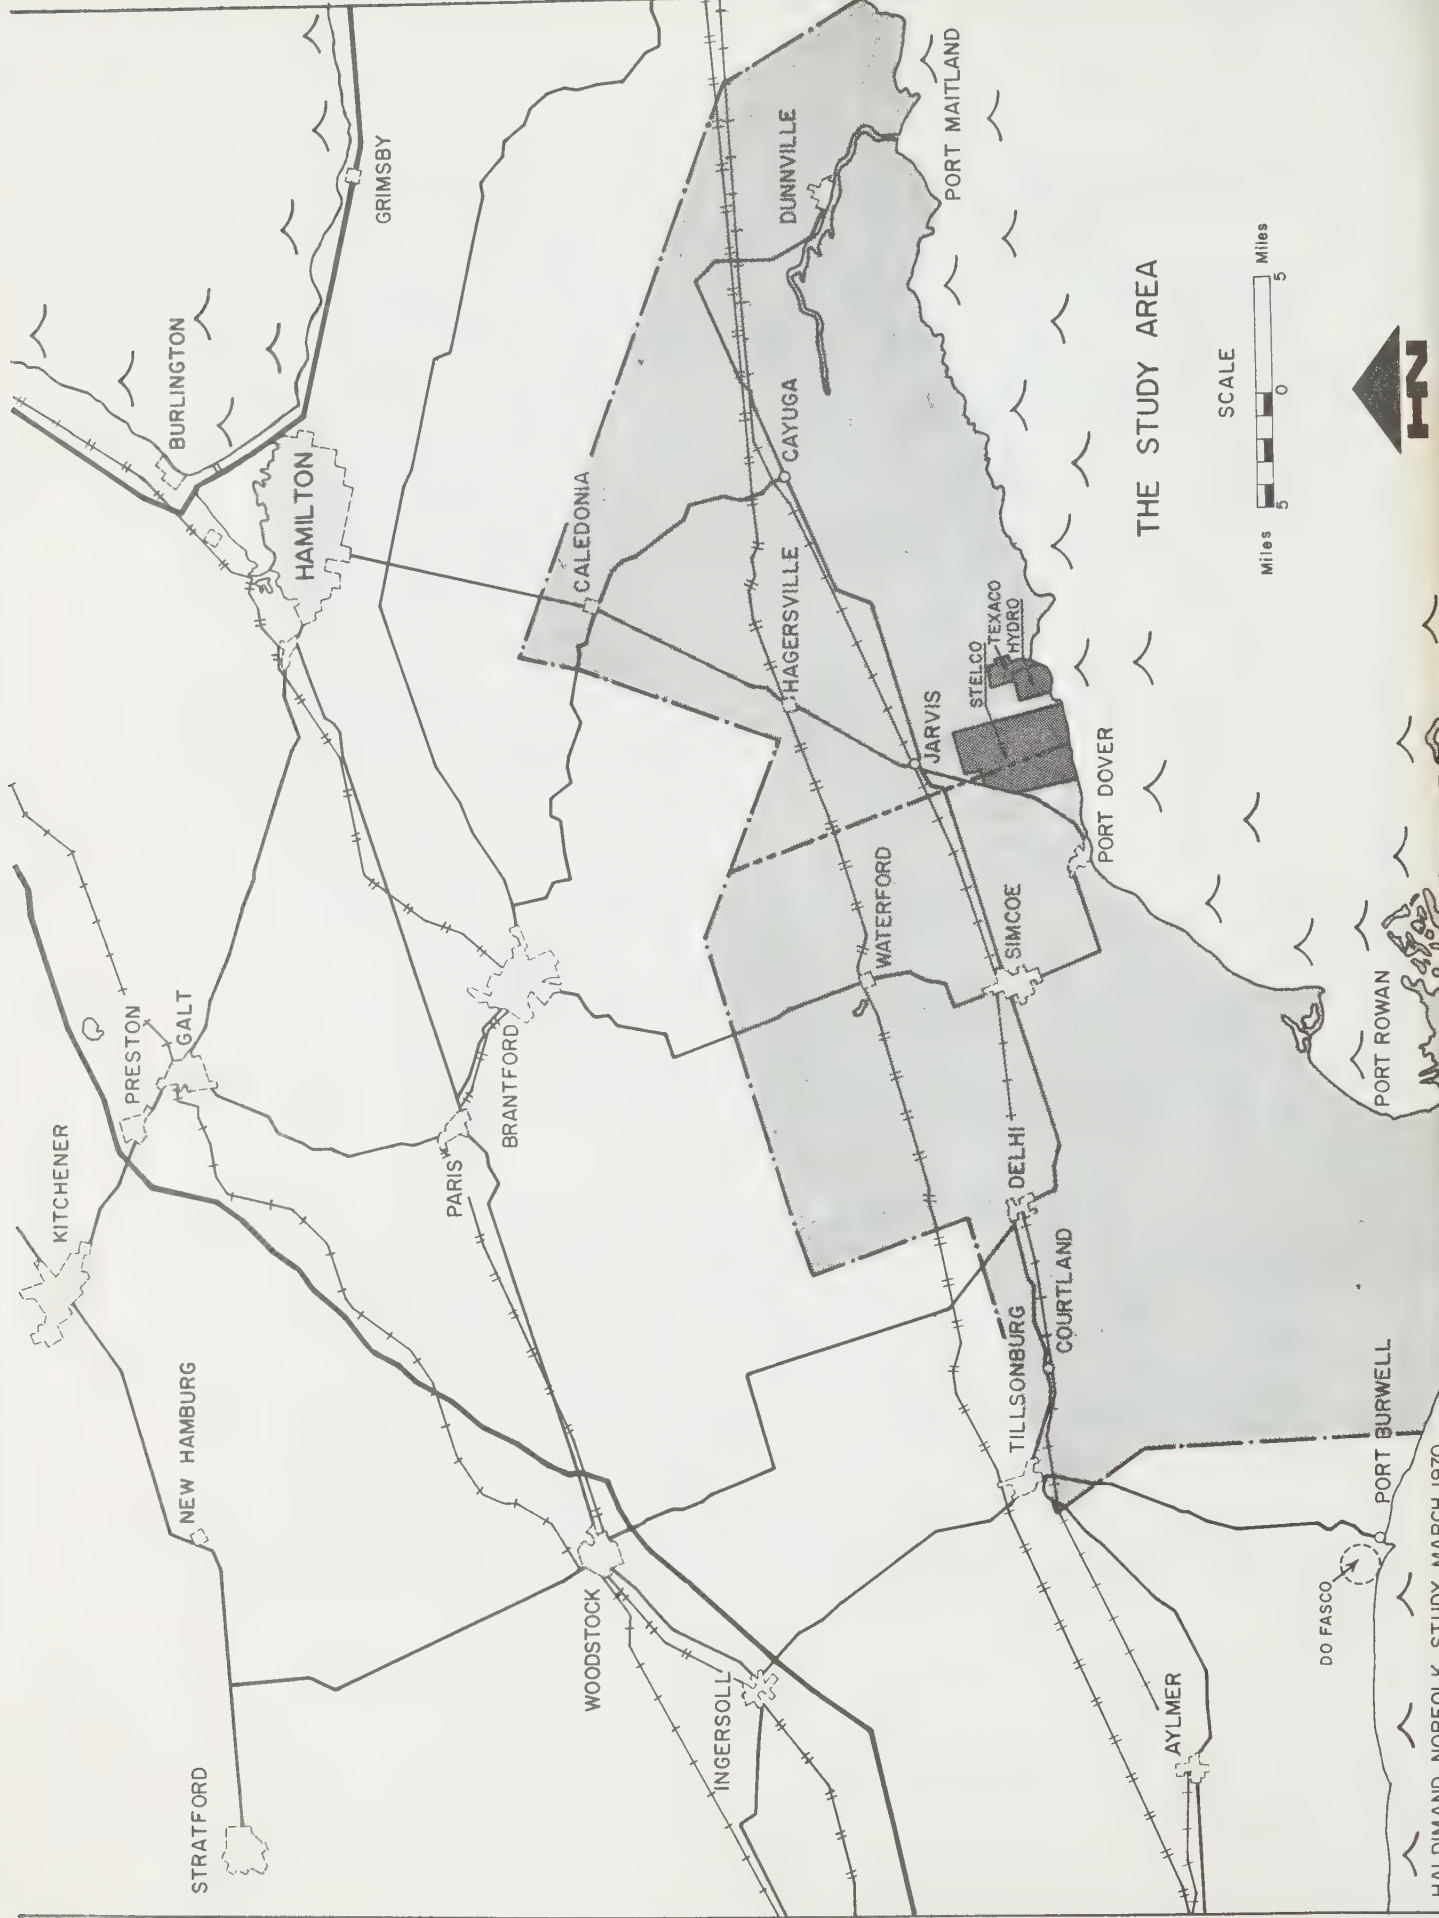 STRATFORD
NEW HAMBURG
KITCHENER
PRESTON
GALT
BURLINGTON
HAMILTON
GRIMSBY
PARIS
BRANTFORD
WOODSTOCK
INGERSOLL
CALEDONIA
CAYUGA
HAGERSVILLE
DUNNVILLE
PORT MAITLAND
JARVIS
STELCO
TEXACO
HYDRO
WATERFORD
SIMCOE
PORT DOVER
DELHI
COURTLAND
TILLSONBURG
AYLMER
PORT ROWAN
PORT BURWELL
DO FASCO
THE STUDY AREA
SCALE
Miles 5 0 5 Miles
N
HALDIMAND NORFOLK STUDY MARCH 1970